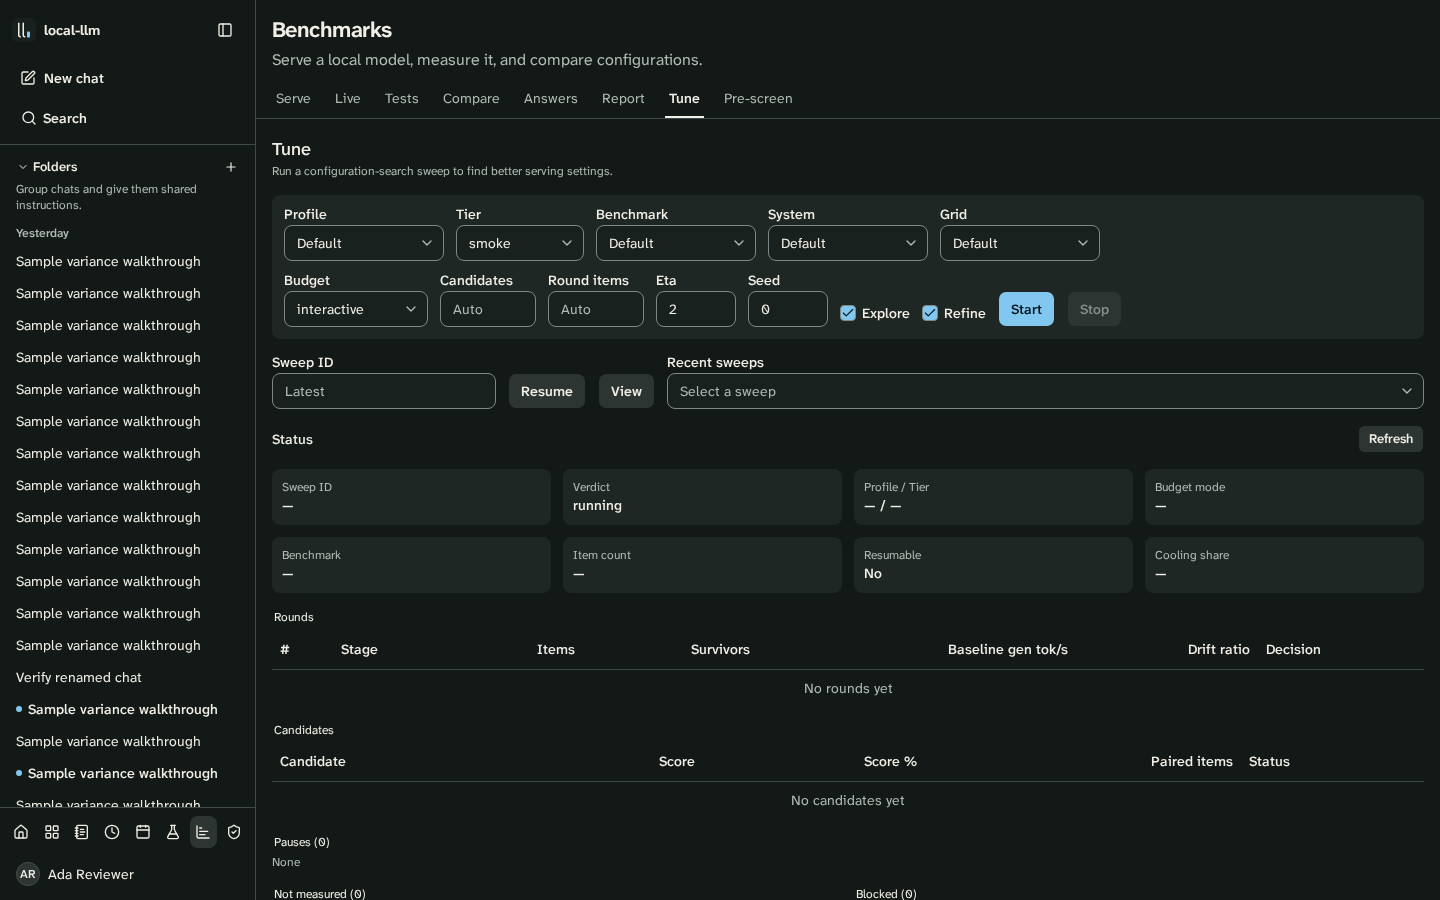 local-llm
New chat
Search
Folders
Group chats and give them shared
instructions.
Yesterday
Sample variance walkthrough
Sample variance walkthrough
Sample variance walkthrough
Sample variance walkthrough
Sample variance walkthrough
Sample variance walkthrough
Sample variance walkthrough
Sample variance walkthrough
Sample variance walkthrough
Sample variance walkthrough
Sample variance walkthrough
Sample variance walkthrough
Sample variance walkthrough
Verify renamed chat
Sample variance walkthrough
Sample variance walkthrough
Sample variance walkthrough
Sample variance walkthrough
AR Ada Reviewer
Benchmarks
Serve a local model, measure it, and compare configurations.
Serve Live Tests Compare Answers Report Tune Pre-screen
Tune
Run a configuration-search sweep to find better serving settings.
Profile Tier Benchmark System Grid
Default smoke Default Default Default
Budget Candidates Round items Eta Seed
interactive Auto Auto 2 0 Explore Refine Start Stop
Sweep ID Recent sweeps
Latest Resume View Select a sweep
Status Refresh
Sweep ID Verdict Profile / Tier Budget mode
— running — / — —
Benchmark Item count Resumable Cooling share
— — No —
Rounds
# Stage Items Survivors Baseline gen tok/s Drift ratio Decision
No rounds yet
Candidates
Candidate Score Score % Paired items Status
No candidates yet
Pauses (0)
None
Not measured (0) Blocked (0)